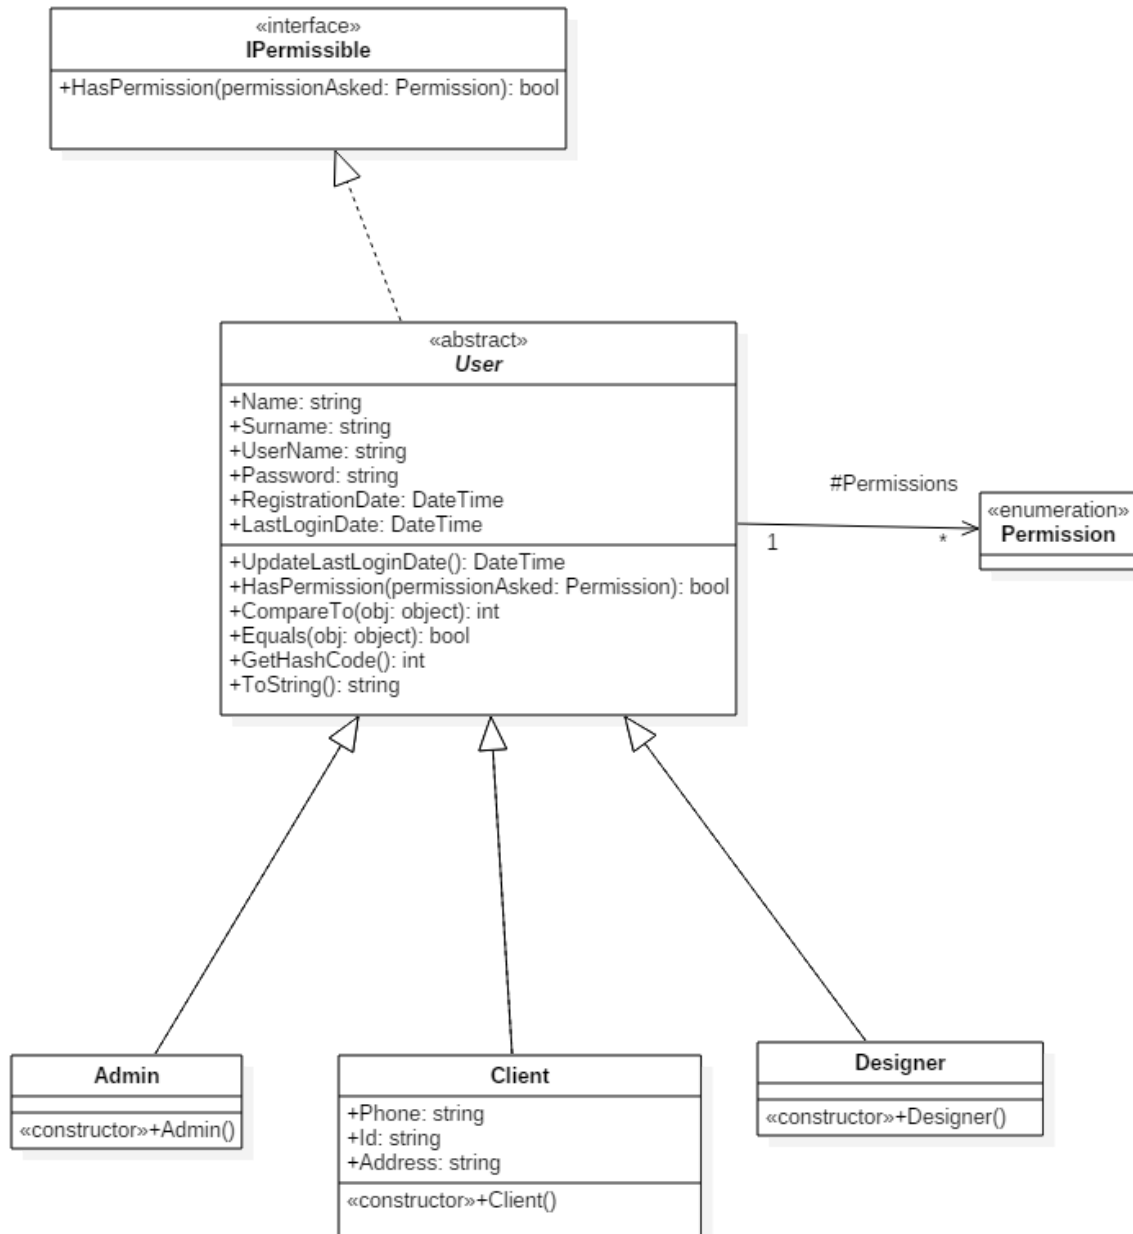 «interface»
IPermissible
+HasPermission(permissionAsked: Permission): bool
«abstract»
User
+Name: string
+Surname: string
+UserName: string
+Password: string
+RegistrationDate: DateTime
+LastLoginDate: DateTime
+UpdateLastLoginDate(): DateTime
+HasPermission(permissionAsked: Permission): bool
+CompareTo(obj: object): int
+Equals(obj: object): bool
+GetHashCode(): int
+ToString(): string
#Permissions
1
*
«enumeration»
Permission
Admin
«constructor»+Admin()
Client
+Phone: string
+Id: string
+Address: string
«constructor»+Client()
Designer
«constructor»+Designer()